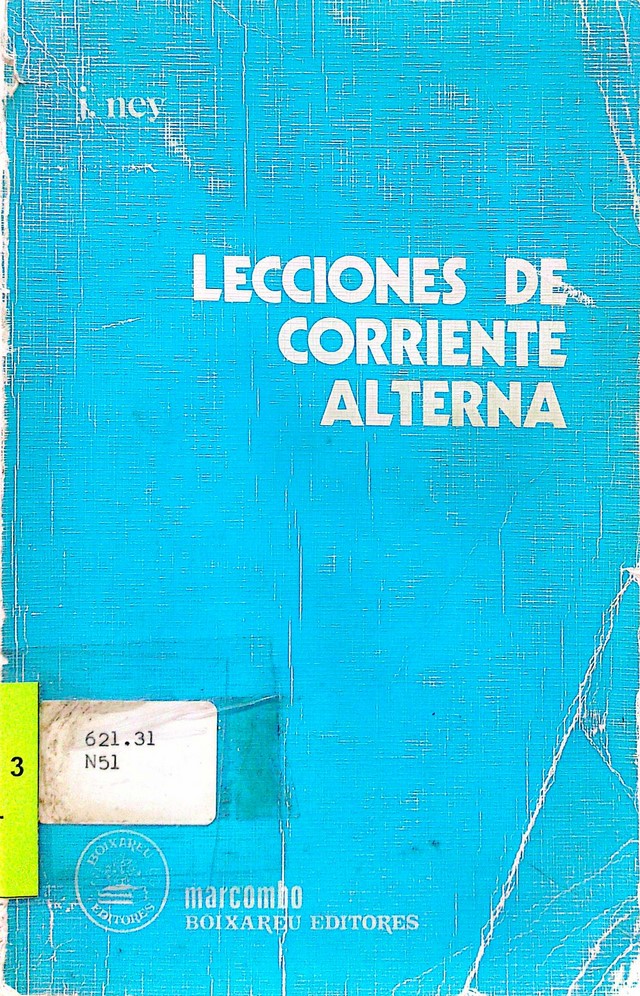 j. ney
LECCIONES DE
CORRIENTE
ALTERNA
621.31
N51
3
BOIXAREU
EDITORES
marcombo
BOIXAREU EDITORES